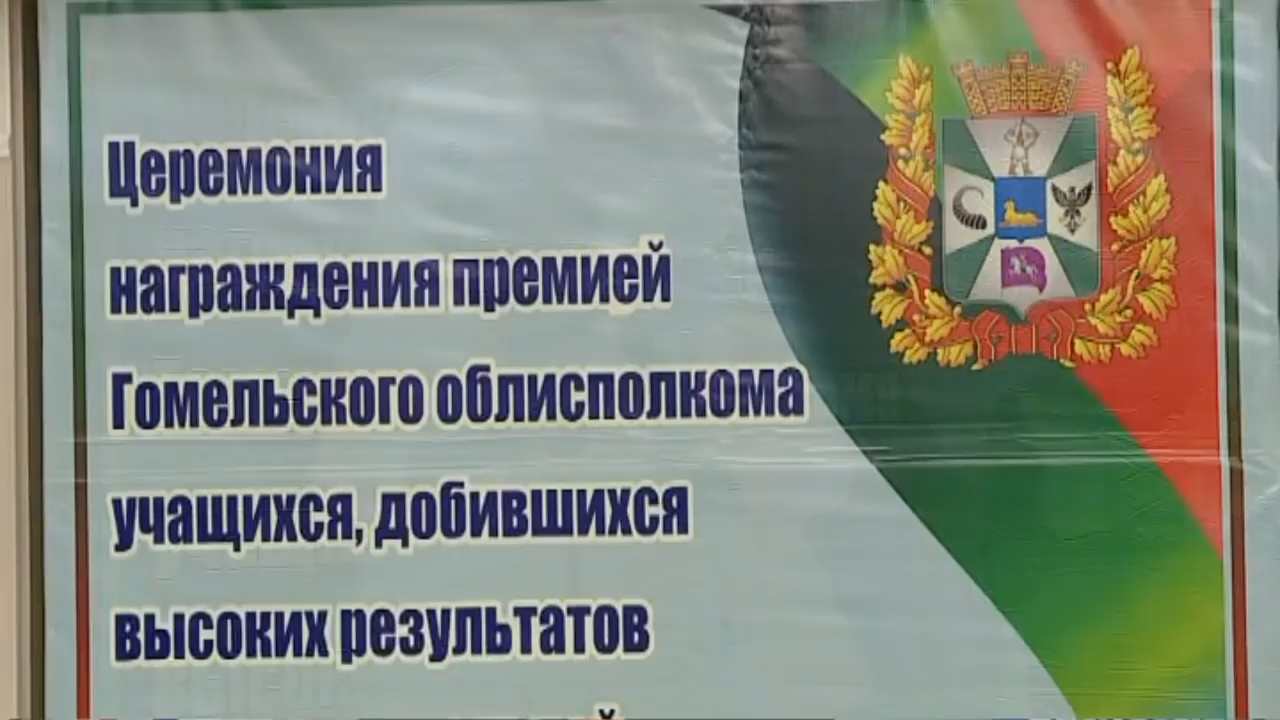 Церемония
награждения премией
Гомельского облисполкома
учащихся, добившихся
высоких результатов